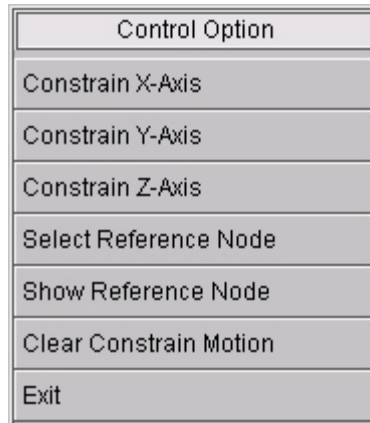 Control Option
Constrain X-Axis
Constrain Y-Axis
Constrain Z-Axis
Select Reference Node
Show Reference Node
Clear Constrain Motion
Exit